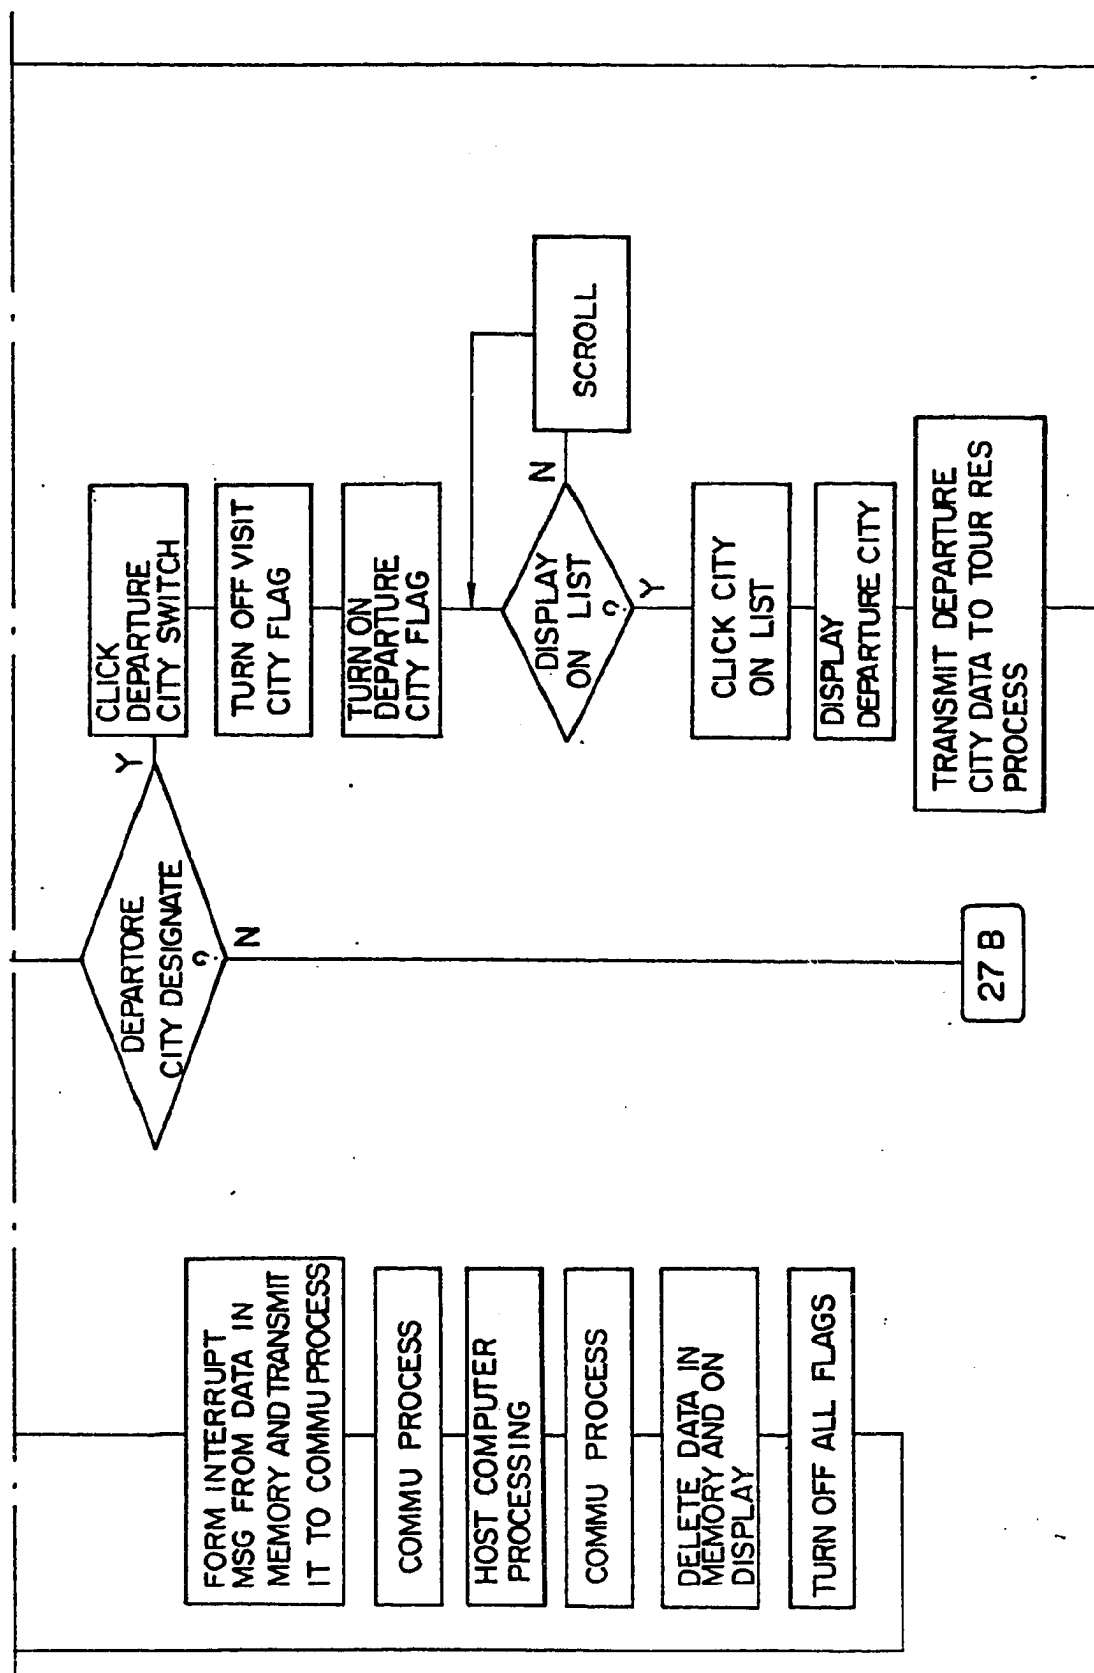 FORM INTERRUPT
MSG FROM DATA IN
MEMORY AND TRANSMIT
IT TO COMMU PROCESS
COMMU PROCESS
HOST COMPUTER
PROCESSING
COMMU PROCESS
DELETE DATA IN
MEMORY AND ON
DISPLAY
TURN OFF ALL FLAGS
DEPARTORE
CITY DESIGNATE
?
Y
N
27 B
CLICK
DEPARTURE
CITY SWITCH
TURN OFF VISIT
CITY FLAG
TURN ON
DEPARTURE
CITY FLAG
DISPLAY
ON LIST
?
N
Y
SCROLL
CLICK CITY
ON LIST
DISPLAY
DEPARTURE CITY
TRANSMIT DEPARTURE
CITY DATA TO TOUR RES
PROCESS